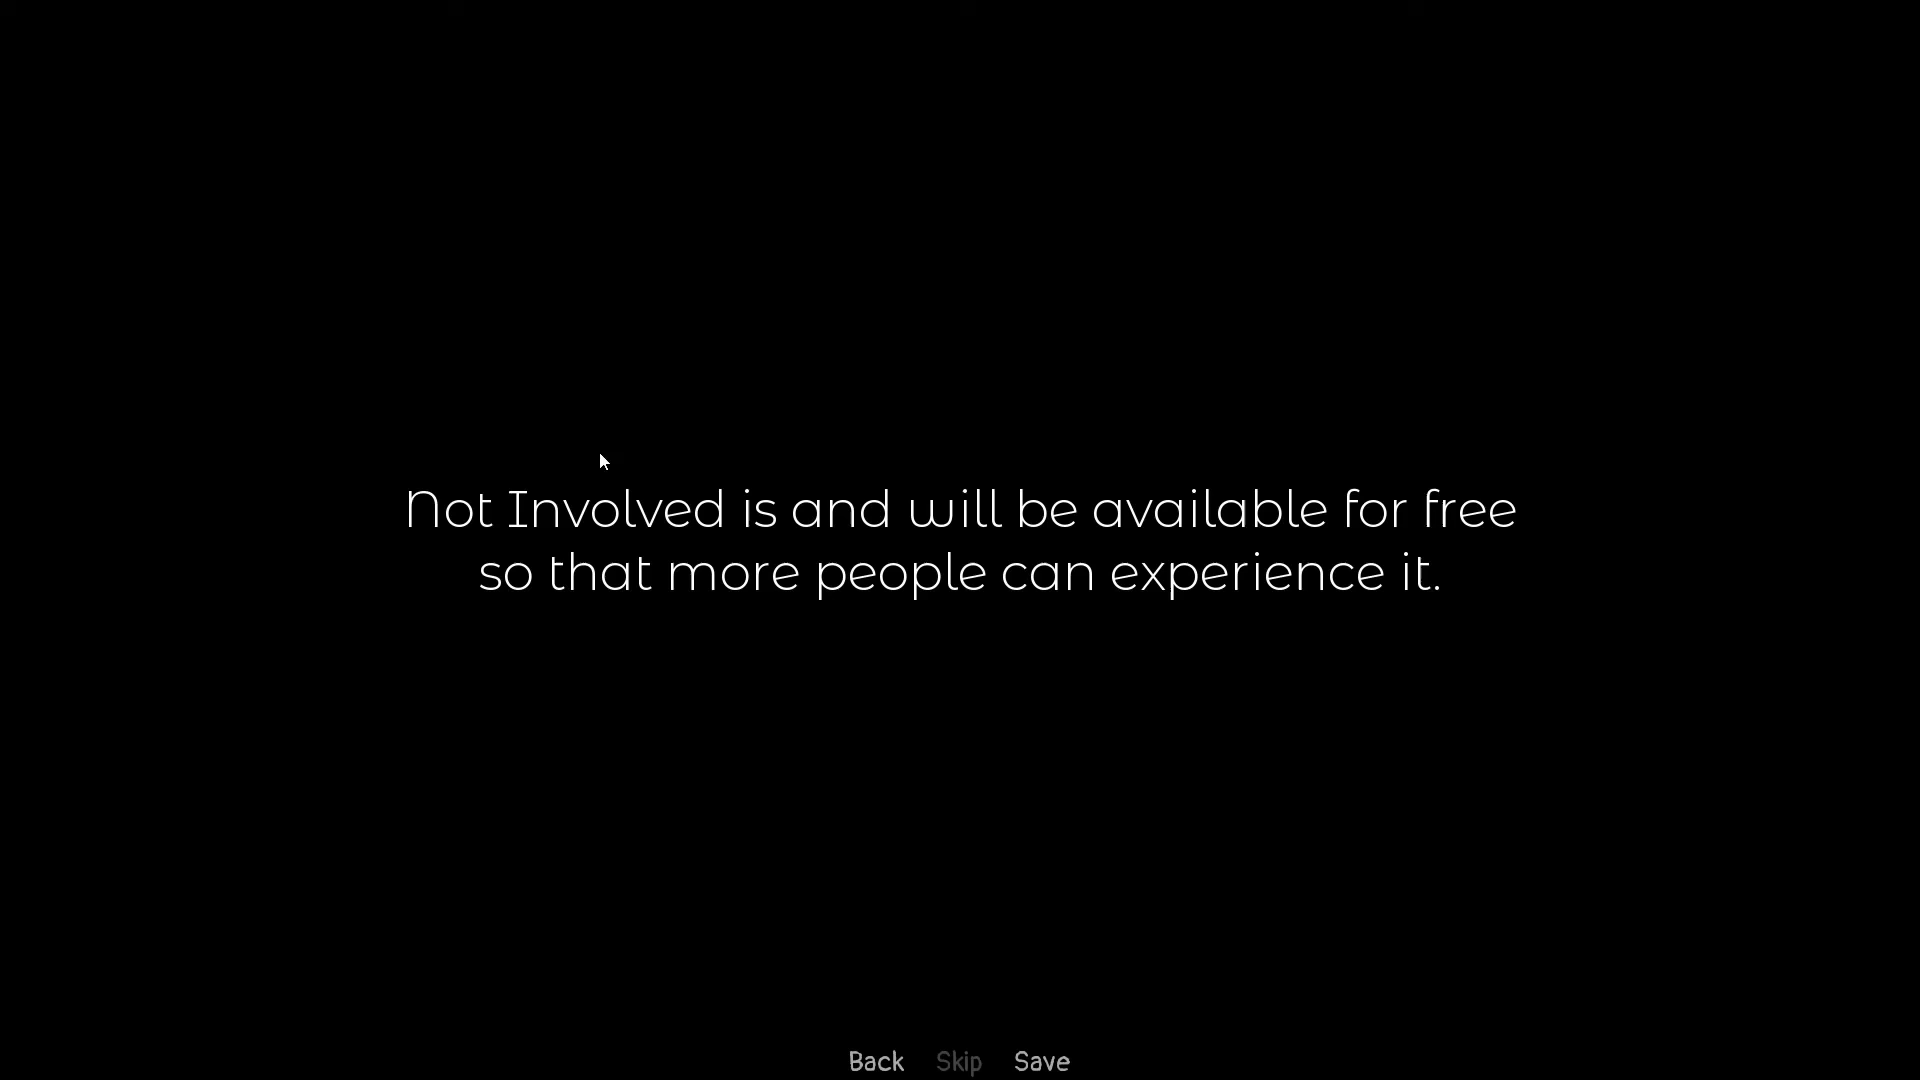 Not Involved is and will be available for free
so that more people can experience it.
Back Skip Save